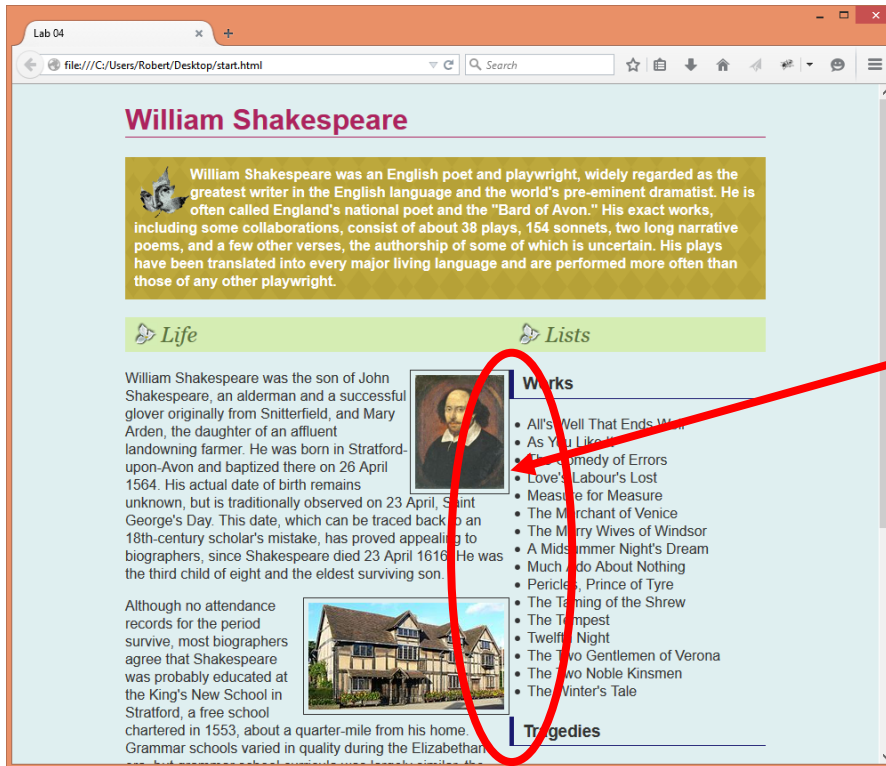 Lab 04
file:///C:/Users/Robert/Desktop/start.html
Search
William Shakespeare
William Shakespeare was an English poet and playwright, widely regarded as the
greatest writer in the English language and the world's pre-eminent dramatist. He is
often called England's national poet and the "Bard of Avon." His exact works,
including some collaborations, consist of about 38 plays, 154 sonnets, two long narrative
poems, and a few other verses, the authorship of some of which is uncertain. His plays
have been translated into every major living language and are performed more often than
those of any other playwright.
Life
William Shakespeare was the son of John
Shakespeare, an alderman and a successful
glover originally from Snitterfield, and Mary
Arden, the daughter of an affluent
landowning farmer. He was born in Stratford-
upon-Avon and baptized there on 26 April
1564. His actual date of birth remains
unknown, but is traditionally observed on 23 April, Saint
George's Day. This date, which can be traced back to an
18th-century scholar's mistake, has proved appealing to
biographers, since Shakespeare died 23 April 1616. He was
the third child of eight and the eldest surviving son.
Although no attendance
records for the period
survive, most biographers
agree that Shakespeare
was probably educated at
the King's New School in
Stratford, a free school
chartered in 1553, about a quarter-mile from his home.
Grammar schools varied in quality during the Elizabethan
Lists
Works
All's Well That Ends Well
As You Like It
The Comedy of Errors
Love's Labour's Lost
Measure for Measure
The Merchant of Venice
The Merry Wives of Windsor
A Midsummer Night's Dream
Much Ado About Nothing
Pericles, Prince of Tyre
The Taming of the Shrew
The Tempest
Twelfth Night
The Two Gentlemen of Verona
The Two Noble Kinsmen
The Winter's Tale
Tragedies